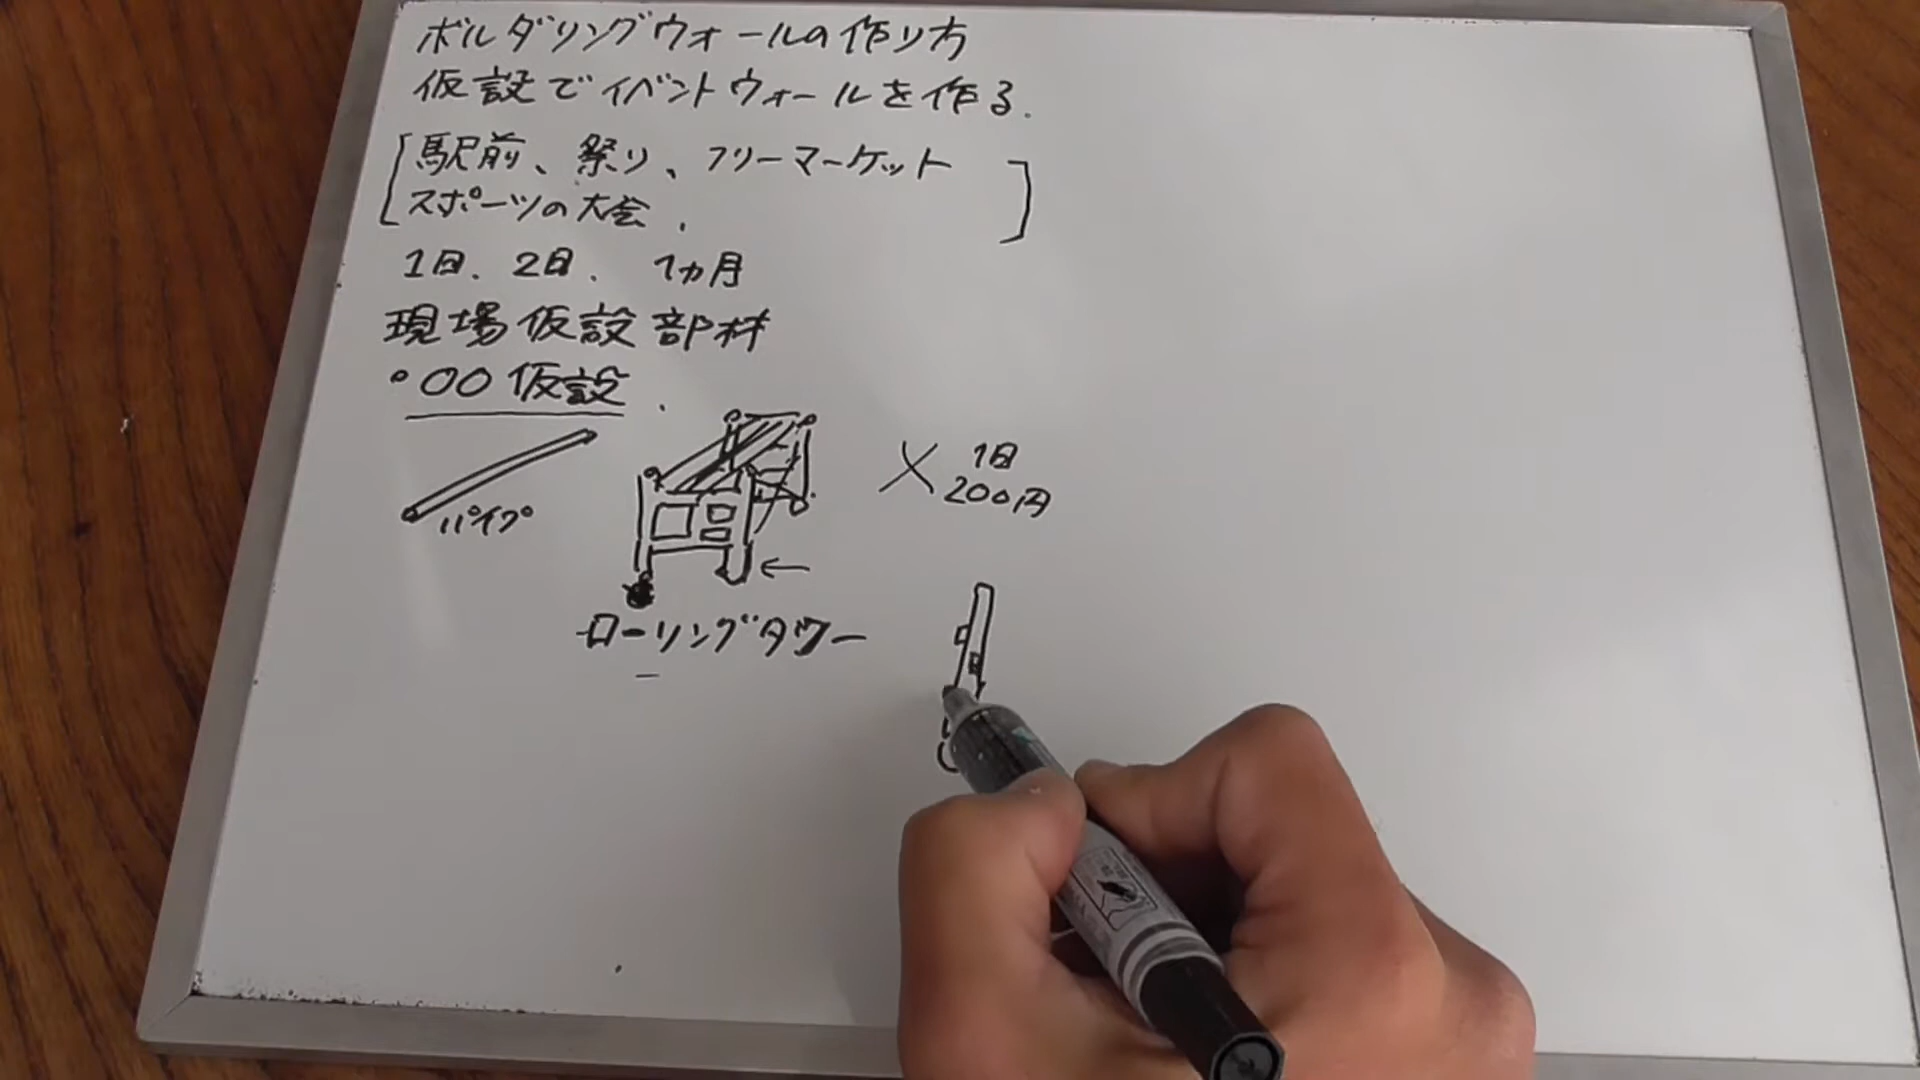 ボルダリングウォールの作り方
仮設でイベントウォールを作る.
[駅前、祭り、フリーマーケット
スポーツの大会.]
1日. 2日. 1ヵ月
現場仮設部材
・〇〇仮設.
パイプ
× 1日
200円
←
ローリングタワー